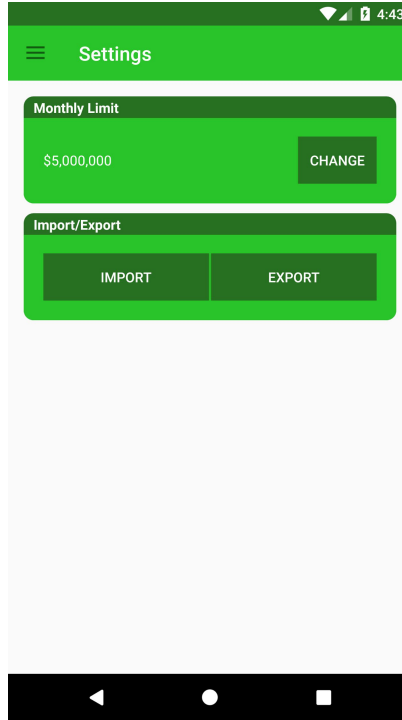 4:43
Settings
Monthly Limit
$5,000,000
CHANGE
Import/Export
IMPORT
EXPORT